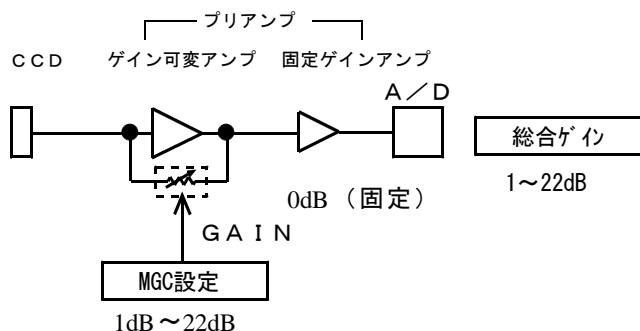 プリアンプ
ＣＣＤ
ゲイン可変アンプ
固定ゲインアンプ
Ａ／Ｄ
総合ゲイン
1～22dB
0dB （固定）
ＧＡＩＮ
MGC設定
1dB～22dB